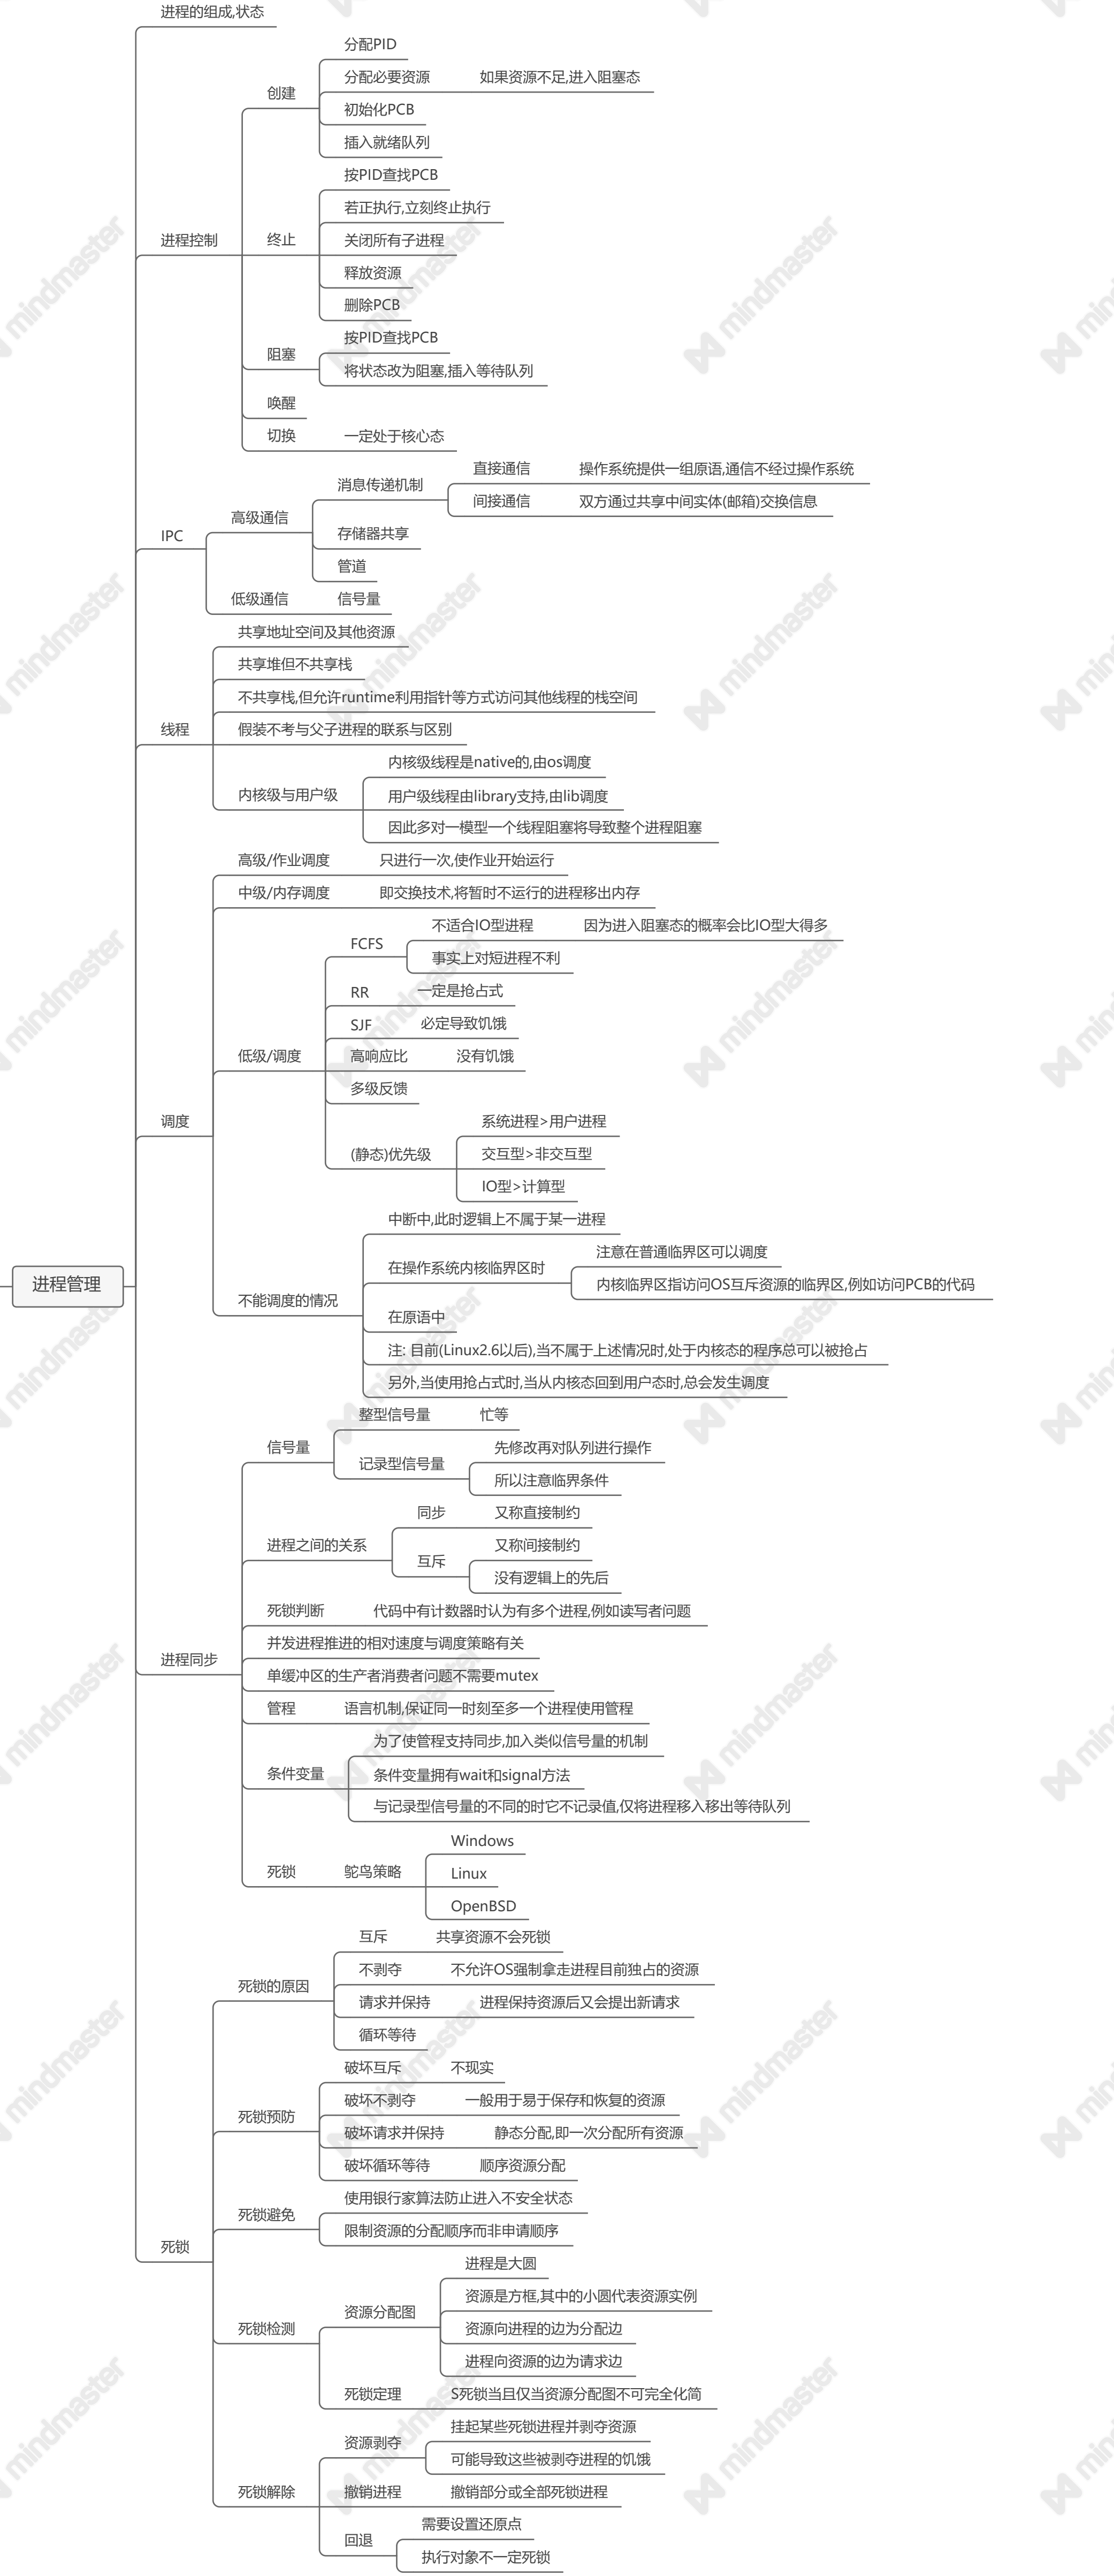 进程的组成,状态
分配PID
分配必要资源 如果资源不足,进入阻塞态
创建
初始化PCB
插入就绪队列
按PID查找PCB
若正执行,立刻终止执行
进程控制 终止 关闭所有子进程
释放资源
删除PCB
按PID查找PCB
阻塞
将状态改为阻塞,插入等待队列
唤醒
切换 一定处于核心态
直接通信 操作系统提供一组原语,通信不经过操作系统
消息传递机制
间接通信 双方通过共享中间实体(邮箱)交换信息
高级通信
IPC
存储器共享
管道
低级通信 信号量
共享地址空间及其他资源
共享堆但不共享栈
不共享栈,但允许runtime利用指针等方式访问其他线程的栈空间
线程 假装不考与父子进程的联系与区别
内核级线程是native的,由os调度
内核级与用户级 用户级线程由library支持,由lib调度
因此多对一模型一个线程阻塞将导致整个进程阻塞
高级/作业调度 只进行一次,使作业开始运行
中级/内存调度 即交换技术,将暂时不运行的进程移出内存
不适合IO型进程 因为进入阻塞态的概率会比IO型大得多
FCFS
事实上对短进程不利
RR 一定是抢占式
SJF 必定导致饥饿
低级/调度 高响应比 没有饥饿
多级反馈
调度
系统进程>用户进程
(静态)优先级 交互型>非交互型
IO型>计算型
中断中,此时逻辑上不属于某一进程
注意在普通临界区可以调度
在操作系统内核临界区时
内核临界区指访问OS互斥资源的临界区,例如访问PCB的代码
进程管理
不能调度的情况
在原语中
注: 目前(Linux2.6以后),当不属于上述情况时,处于内核态的程序总可以被抢占
另外,当使用抢占式时,当从内核态回到用户态时,总会发生调度
整型信号量 忙等
信号量
先修改再对队列进行操作
记录型信号量
所以注意临界条件
同步 又称直接制约
进程之间的关系
又称间接制约
互斥
没有逻辑上的先后
死锁判断 代码中有计数器时认为有多个进程,例如读写者问题
并发进程推进的相对速度与调度策略有关
进程同步
单缓冲区的生产者消费者问题不需要mutex
管程 语言机制,保证同一时刻至多一个进程使用管程
为了使管程支持同步,加入类似信号量的机制
条件变量 条件变量拥有wait和signal方法
与记录型信号量的不同的时它不记录值,仅将进程移入移出等待队列
Windows
死锁 鸵鸟策略 Linux
OpenBSD
互斥 共享资源不会死锁
不剥夺 不允许OS强制拿走进程目前独占的资源
死锁的原因
请求并保持 进程保持资源后又会提出新请求
循环等待
破坏互斥 不现实
破坏不剥夺 一般用于易于保存和恢复的资源
死锁预防
破坏请求并保持 静态分配,即一次分配所有资源
破坏循环等待 顺序资源分配
使用银行家算法防止进入不安全状态
死锁避免
限制资源的分配顺序而非申请顺序
死锁
进程是大圆
资源是方框,其中的小圆代表资源实例
资源分配图
死锁检测
资源向进程的边为分配边
进程向资源的边为请求边
死锁定理 S死锁当且仅当资源分配图不可完全化简
挂起某些死锁进程并剥夺资源
资源剥夺
可能导致这些被剥夺进程的饥饿
死锁解除 撤销进程 撤销部分或全部死锁进程
需要设置还原点
回退
执行对象不一定死锁